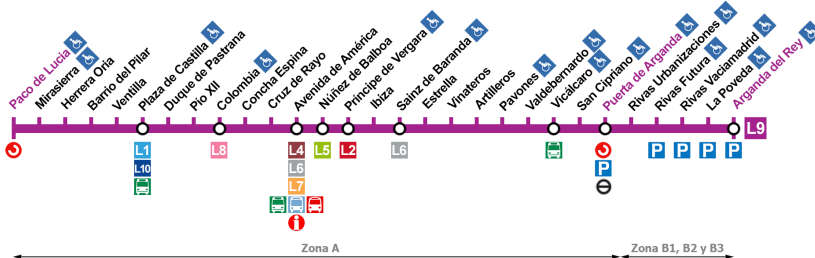 Paco de Lucía
Mirasierra
Herrera Oria
Barrio del Pilar
Ventilla
Plaza de Castilla
Duque de Pastrana
Pío XII
Colombia
Concha Espina
Cruz de Rayo
Avenida de América
Núñez de Balboa
Príncipe de Vergara
Ibiza
Sainz de Baranda
Estrella
Vinateros
Artilleros
Pavones
Valdebernardo
Vicálcaro
San Cipriano
Puerta de Arganda
Rivas Urbanizaciones
Rivas Futura
Rivas Vaciamadrid
La Poveda
Arganda del Rey
L9
L1
L10
L8
L4
L6
L7
L5
L2
L6
P
P
P
P
P
Zona A
Zona B1, B2 y B3